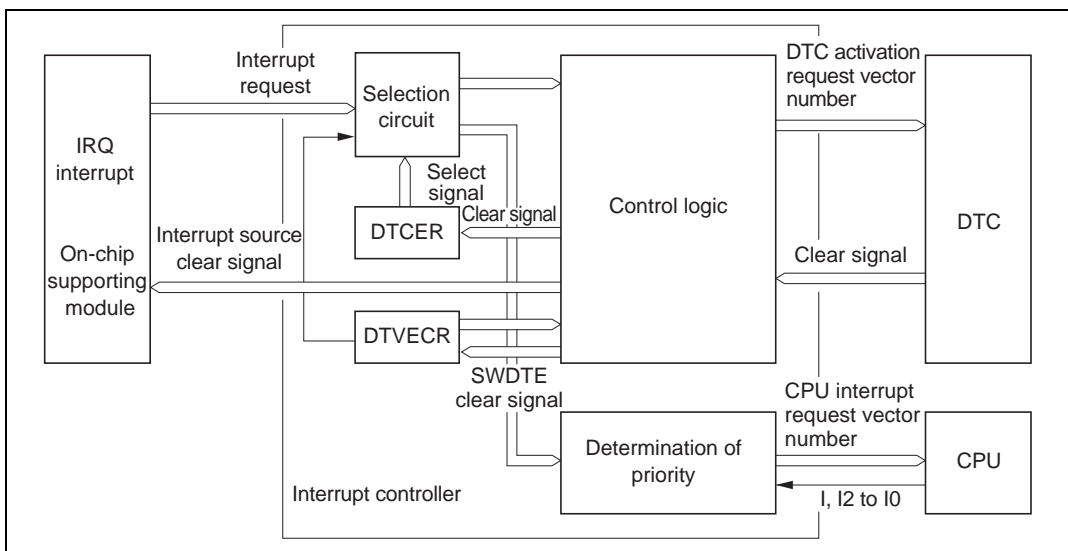 Interrupt
request
Selection
circuit
DTC activation
request vector
number
IRQ
interrupt
On-chip
supporting
module
Select
signal
Control logic
DTC
DTCER
Clear signal
Interrupt source
clear signal
Clear signal
DTVECR
SWDTE
clear signal
CPU interrupt
request vector
number
Determination of
priority
CPU
I, I2 to I0
Interrupt controller